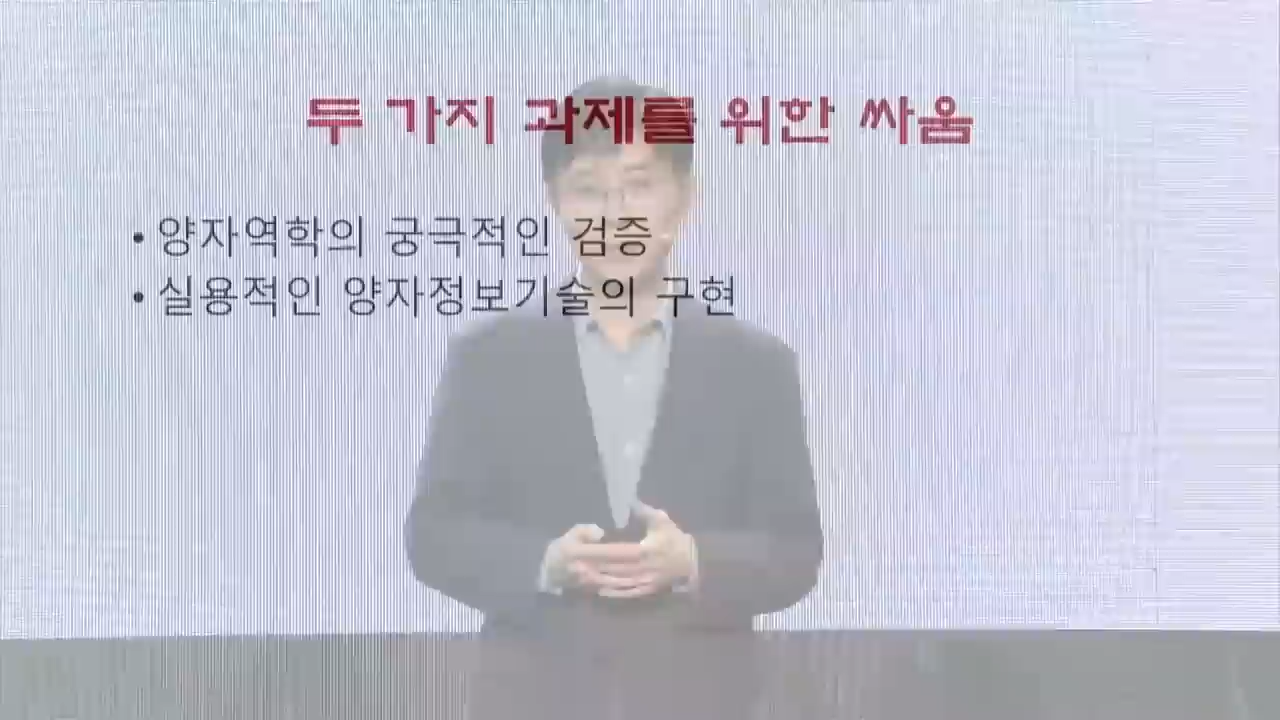 두 가지 과제를 위한 싸움
• 양자역학의 궁극적인 검증
• 실용적인 양자정보기술의 구현